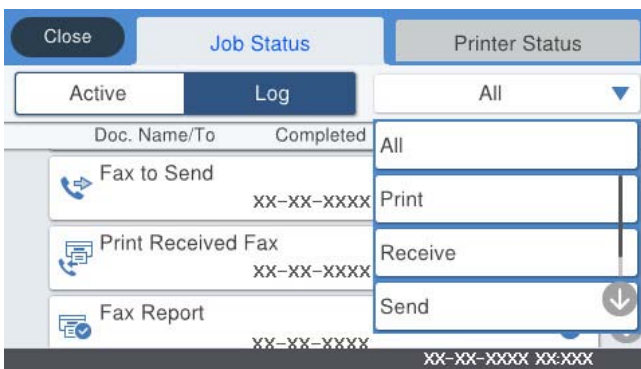 Close
Job Status
Printer Status
Active
Log
All
Doc. Name/To
Completed
All
Fax to Send
XX-XX-XXXX
Print
Print Received Fax
XX-XX-XXXX
Receive
Fax Report
XX-XX-XXXX
Send
XX-XX-XXXX XX:XXX